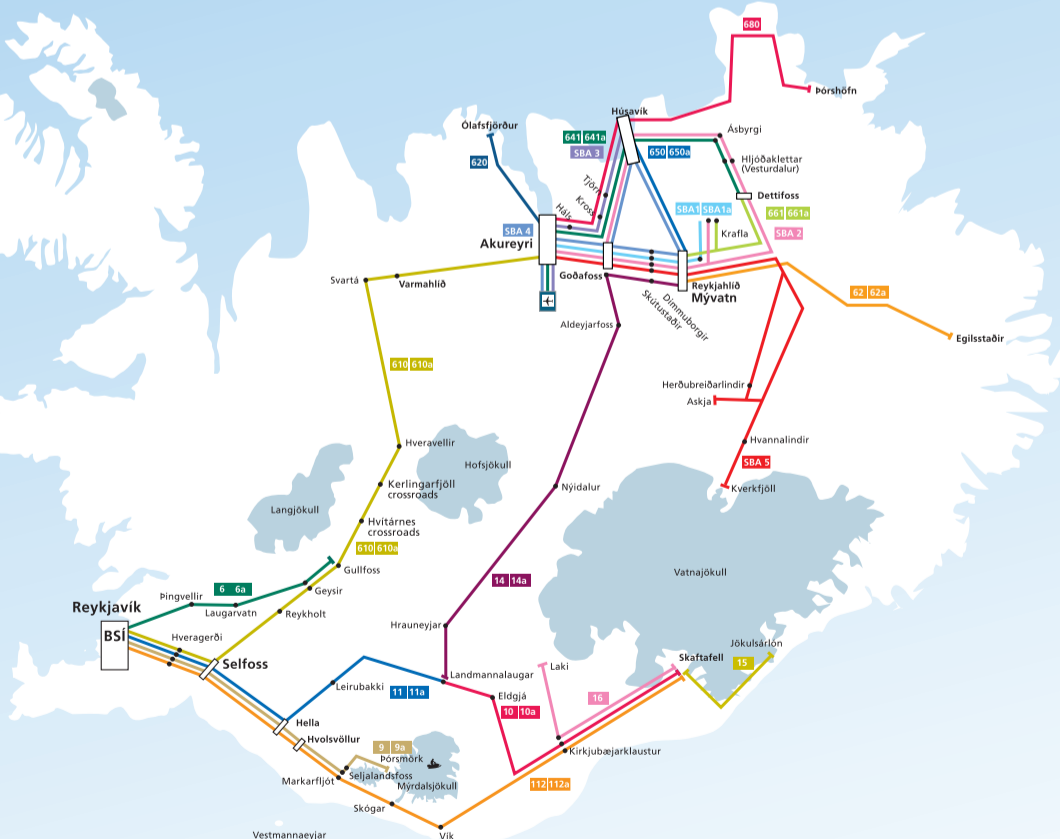 680
Þórshöfn
Húsavík
Ólafsfjörður
641 641a
SBA 3
650 650a
Ásbyrgi
Hljóðaklettar
(Vesturdalur)
620
Tjörn
Kross
Háls
Dettifoss
SBA1 SBA1a
661 661a
SBA 2
Krafla
SBA 4
Akureyri
Goðafoss
Reykjahlíð
Mývatn
Svartá
Varmahlíð
Skútustaðir
Dimmuborgir
62 62a
Egilsstaðir
Aldeyjarfoss
610 610a
Herðubreiðarlindir
Askja
Hveravellir
Hvannalindir
SBA 5
Kverkfjöll
Hofsjökull
Kerlingarfjöll
crossroads
Nýidalur
Langjökull
Hvítárnes
crossroads
610 610a
Gullfoss
Vatnajökull
14 14a
6 6a
Geysir
Þingvellir
Laugarvatn
Reykholt
Reykjavík
BSÍ
Hrauneyjar
Hveragerði
Selfoss
Jökulsárlón
Skaftafell
15
Laki
Landmannalaugar
Leirubakki
11 11a
Eldgjá
16
10 10a
Hella
Hvolsvöllur
9 9a
Þórsmörk
Kirkjubæjarklaustur
Seljalandsfoss
Markarfljót
Mýrdalsjökull
112 112a
Skógar
Vestmannaeyjar
Vík